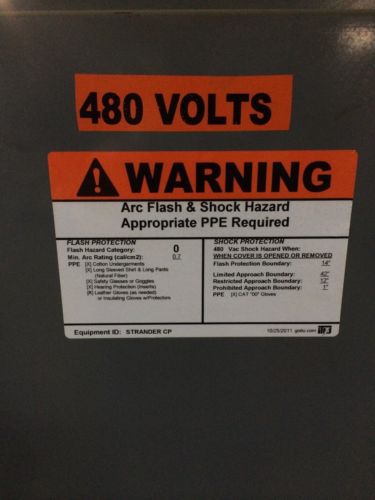 480 VOLTS
WARNING
Arc Flash & Shock Hazard
Appropriate PPE Required
FLASH PROTECTION
Flash Hazard Category: 0
Min. Arc Rating (cal/cm2): 0.7
PPE [X] Cotton Undergarments
[X] Long Sleeved Shirt & Long Pants
(Natural Fiber)
[X] Safety Glasses or Goggles
[X] Hearing Protection (inserts)
[X] Leather Gloves (as needed)
or Insulating Gloves w/Protectors
SHOCK PROTECTION
480 Vac Shock Hazard When:
WHEN COVER IS OPENED OR REMOVED
Flash Protection Boundary: 14"
Limited Approach Boundary: 42"
Restricted Approach Boundary: 12"
Prohibited Approach Boundary: 1"
PPE [X] CAT "00" Gloves
Equipment ID: STRANDER CP
10/25/2011